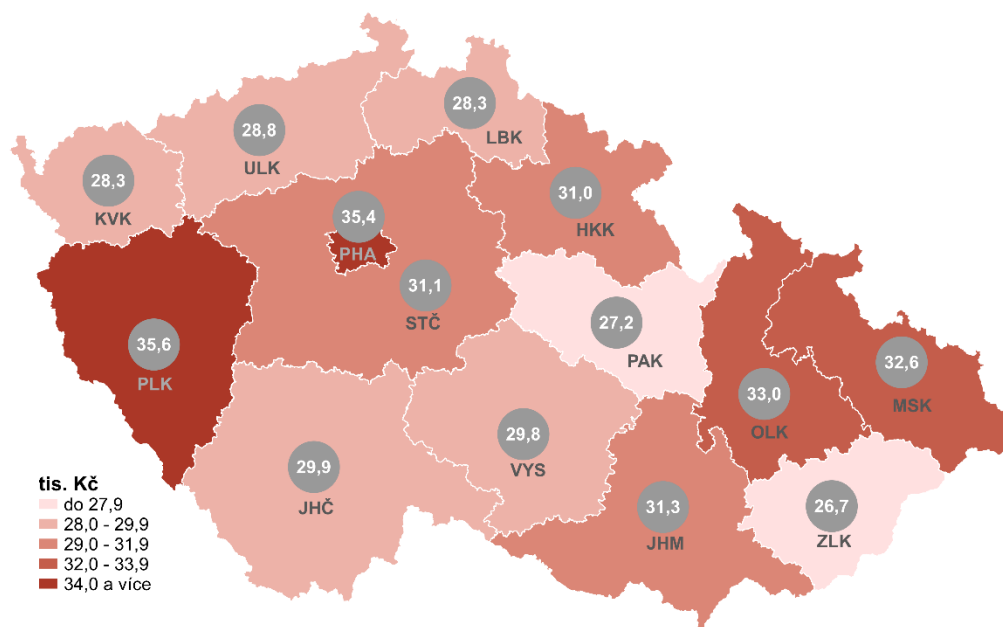 28,3
LBK
28,8
ULK
28,3
KVK
31,0
HKK
35,4
PHA
31,1
STČ
27,2
PAK
35,6
PLK
32,6
MSK
33,0
OLK
29,8
VYS
29,9
JHČ
31,3
JHM
26,7
ZLK
tis. Kč
do 27,9
28,0 - 29,9
29,0 - 31,9
32,0 - 33,9
34,0 a více